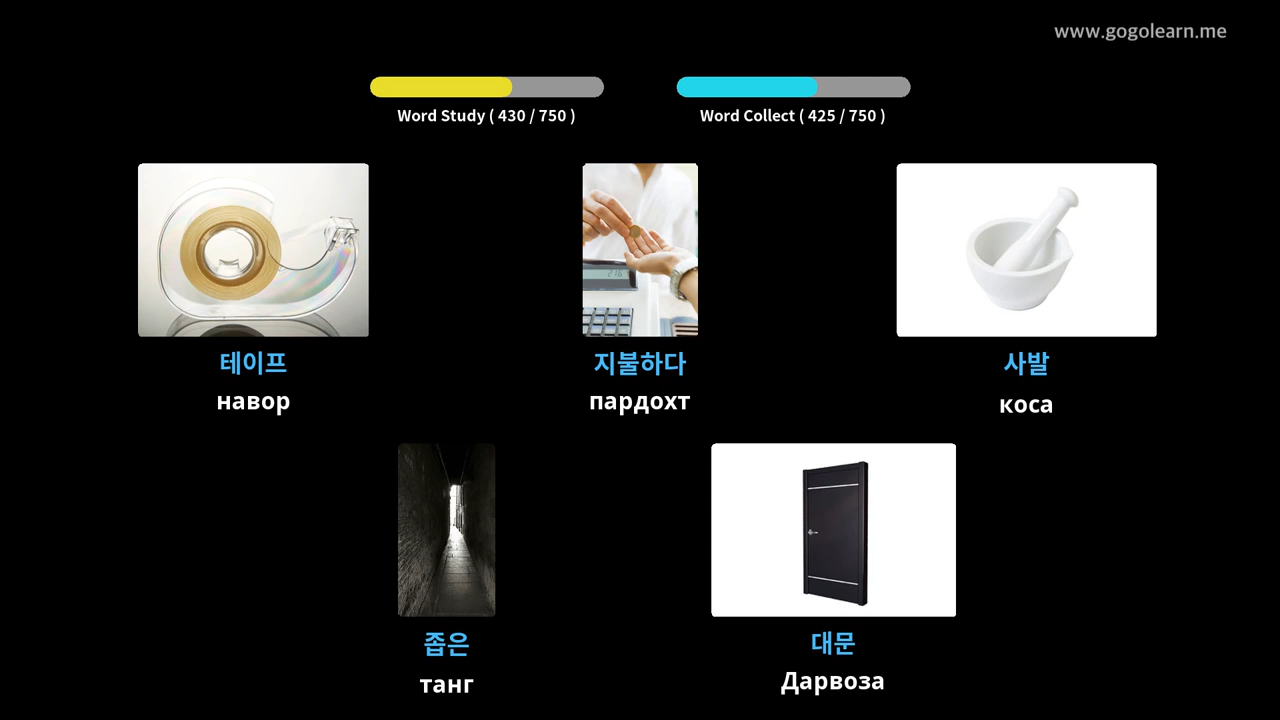 www.gogolearn.me
Word Study ( 430 / 750 )
Word Collect ( 425 / 750 )
테이프
навор
지불하다
пардохт
사발
коса
좁은
танг
대문
Дарвоза